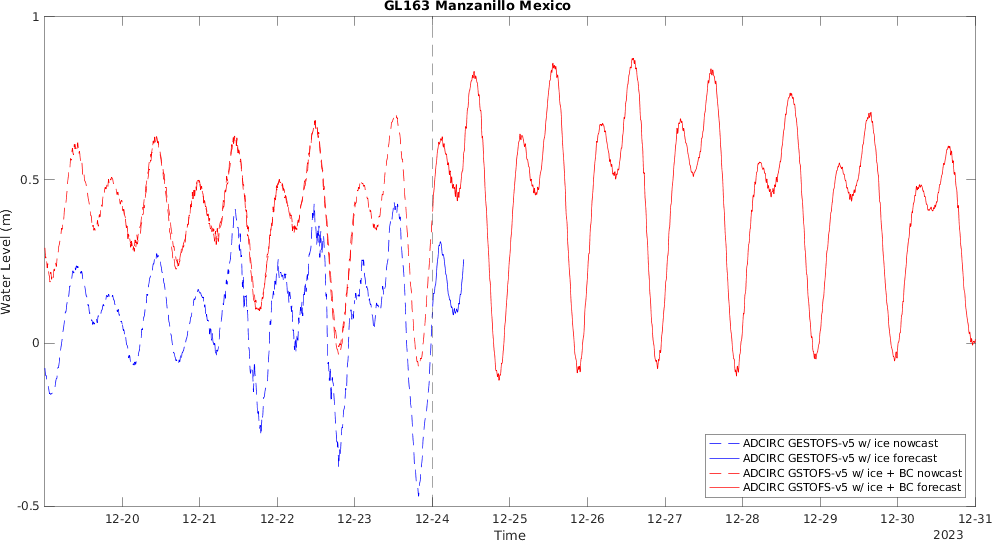 GL163 Manzanillo Mexico
1
0.5
0
-0.5
Water Level (m)
ADCIRC GESTOFS-v5 w/ ice nowcast
ADCIRC GESTOFS-v5 w/ ice forecast
ADCIRC GSTOFS-v5 w/ ice + BC nowcast
ADCIRC GSTOFS-v5 w/ ice + BC forecast
12-20 12-21 12-22 12-23 12-24 12-25 12-26 12-27 12-28 12-29 12-30 12-31
Time
2023